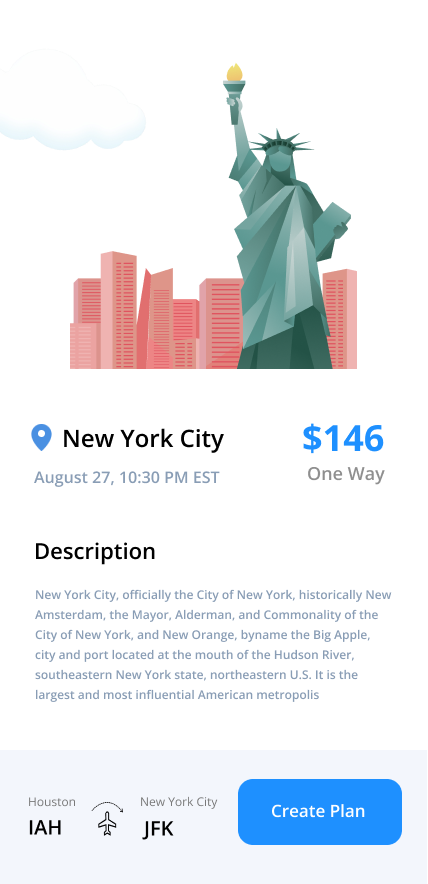 New York City
$146
August 27, 10:30 PM EST
One Way
Description
New York City, officially the City of New York, historically New
Amsterdam, the Mayor, Alderman, and Commonality of the
City of New York, and New Orange, byname the Big Apple,
city and port located at the mouth of the Hudson River,
southeastern New York state, northeastern U.S. It is the
largest and most influential American metropolis
Houston
New York City
IAH
JFK
Create Plan